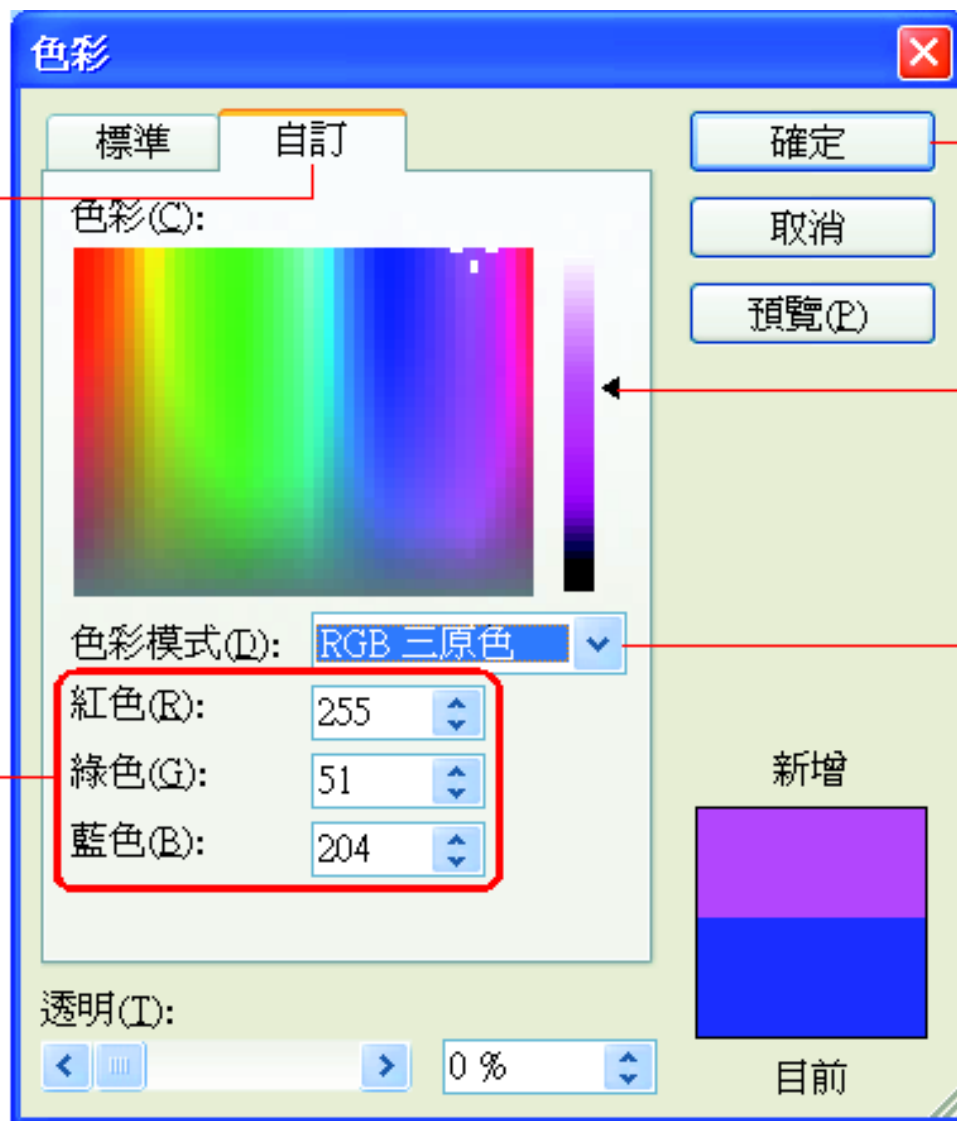 色彩
標準
自訂
確定
色彩(C):
取消
預覽(P)
色彩模式(D): RGB 三原色
紅色(R): 255
綠色(G): 51
藍色(B): 204
新增
目前
透明(T):
0 %